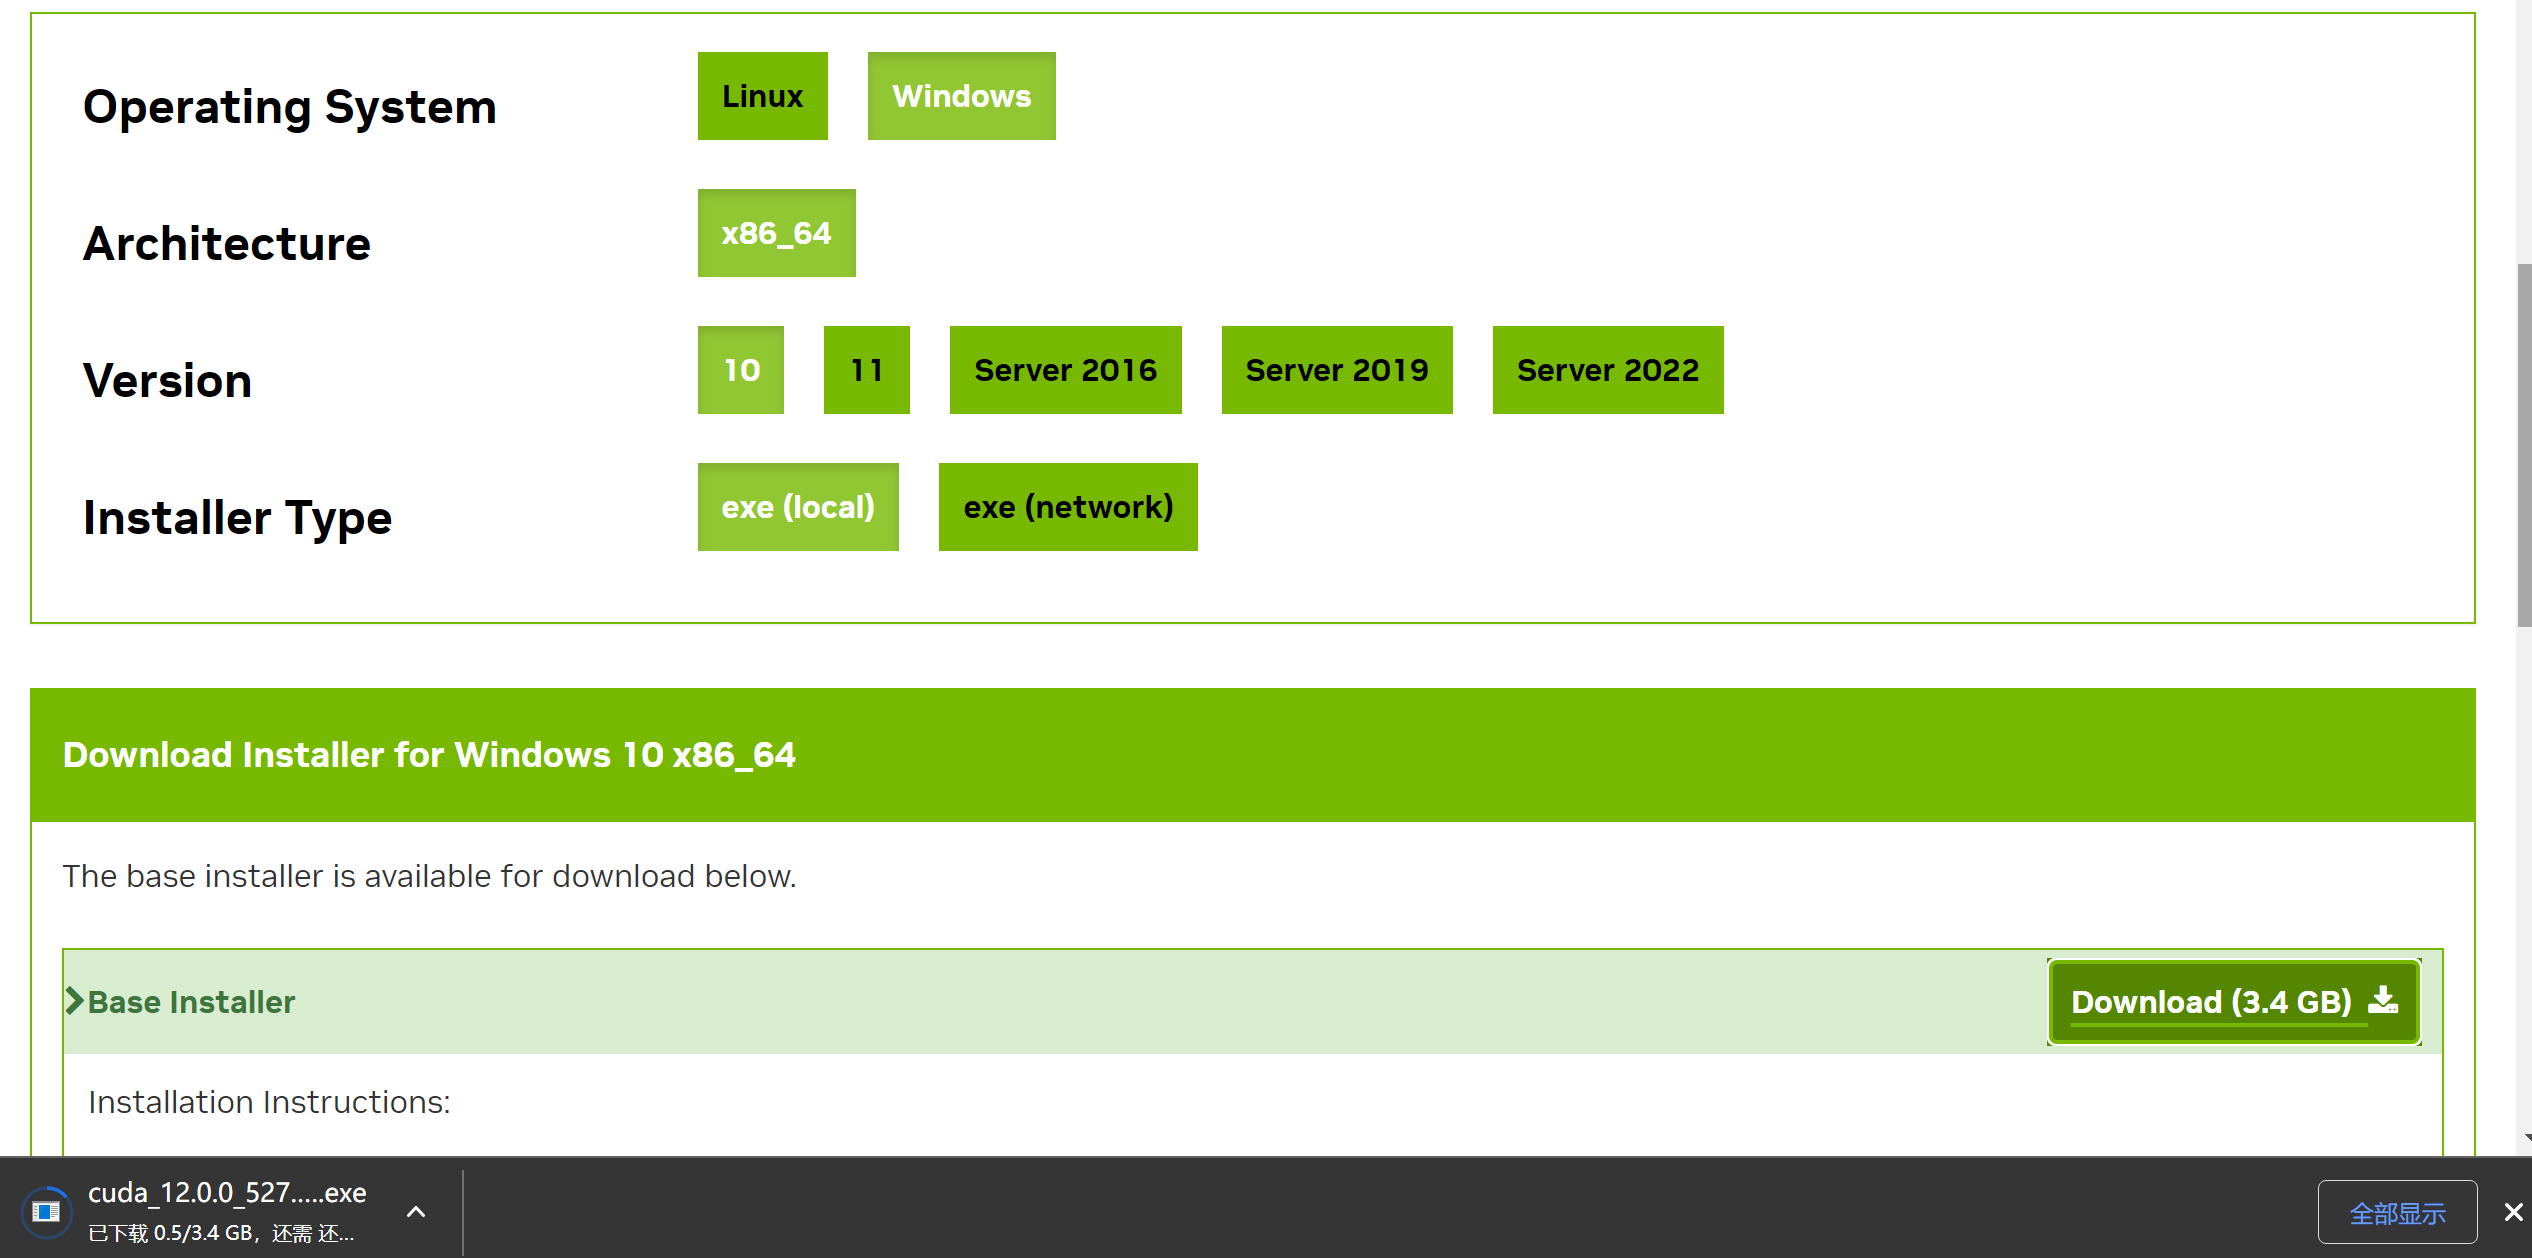 Operating System
Linux
Windows
Architecture
x86_64
Version
10
11
Server 2016
Server 2019
Server 2022
Installer Type
exe (local)
exe (network)
Download Installer for Windows 10 x86_64
The base installer is available for download below.
Base Installer
Download (3.4 GB)
Installation Instructions:
cuda_12.0.0_527.....exe
已下载 0.5/3.4 GB，还需 还...
全部显示